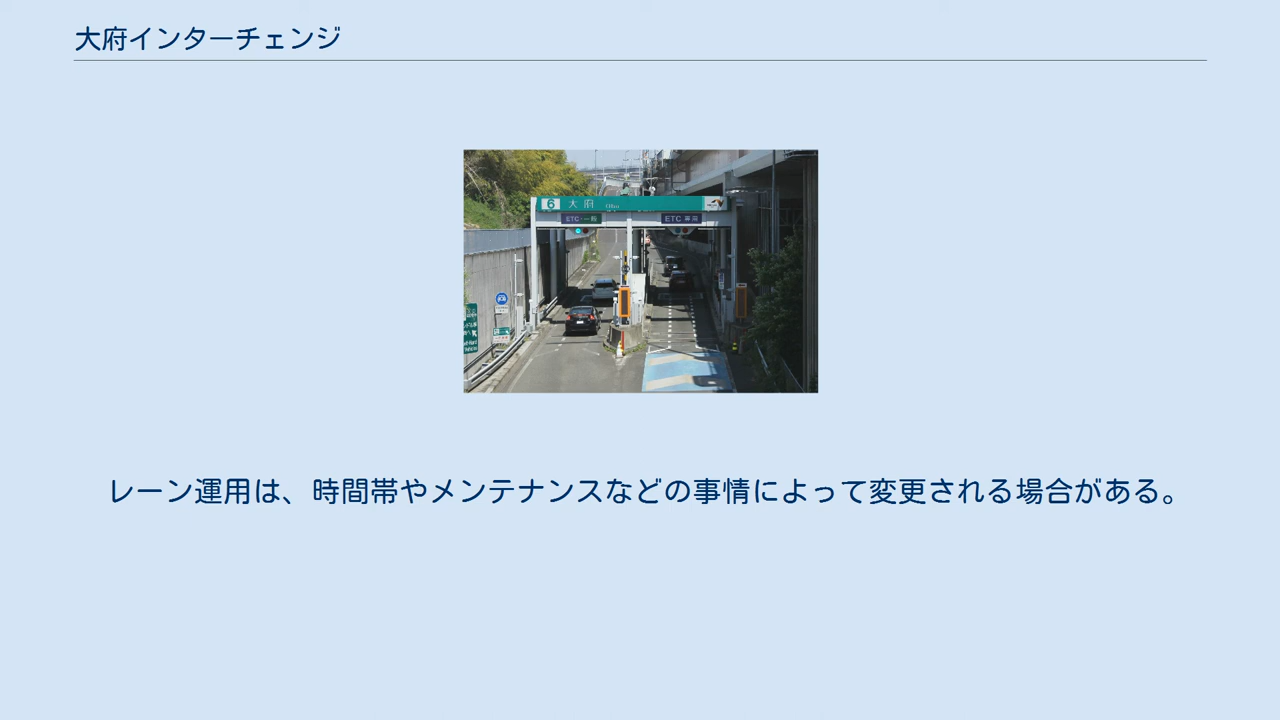 大府インターチェンジ
6 大府 Obu
ETC・一般 ETC専用
レーン運用は、時間帯やメンテナンスなどの事情によって変更される場合がある。